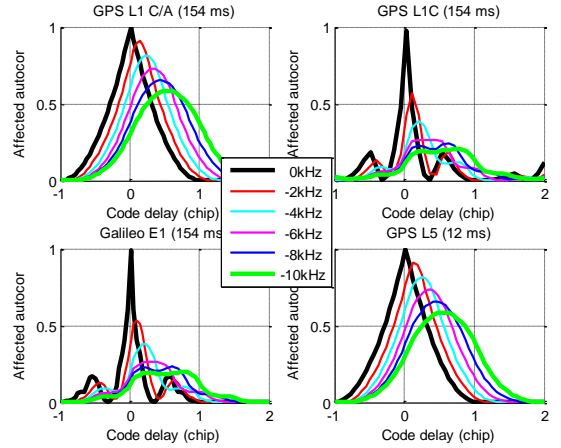 GPS L1 C/A (154 ms)
Affected autocor
1
0.5
0
-1 0 1
Code delay (chip)
GPS L1C (154 ms)
Affected autocor
1
0.5
0
-1 0 1 2
Code delay (chip)
0kHz
-2kHz
-4kHz
-6kHz
-8kHz
-10kHz
Galileo E1 (154 ms
Affected autocor
1
0.5
0
-1 0 1 2
Code delay (chip)
GPS L5 (12 ms)
Affected autocor
1
0.5
0
-1 0 1 2
Code delay (chip)